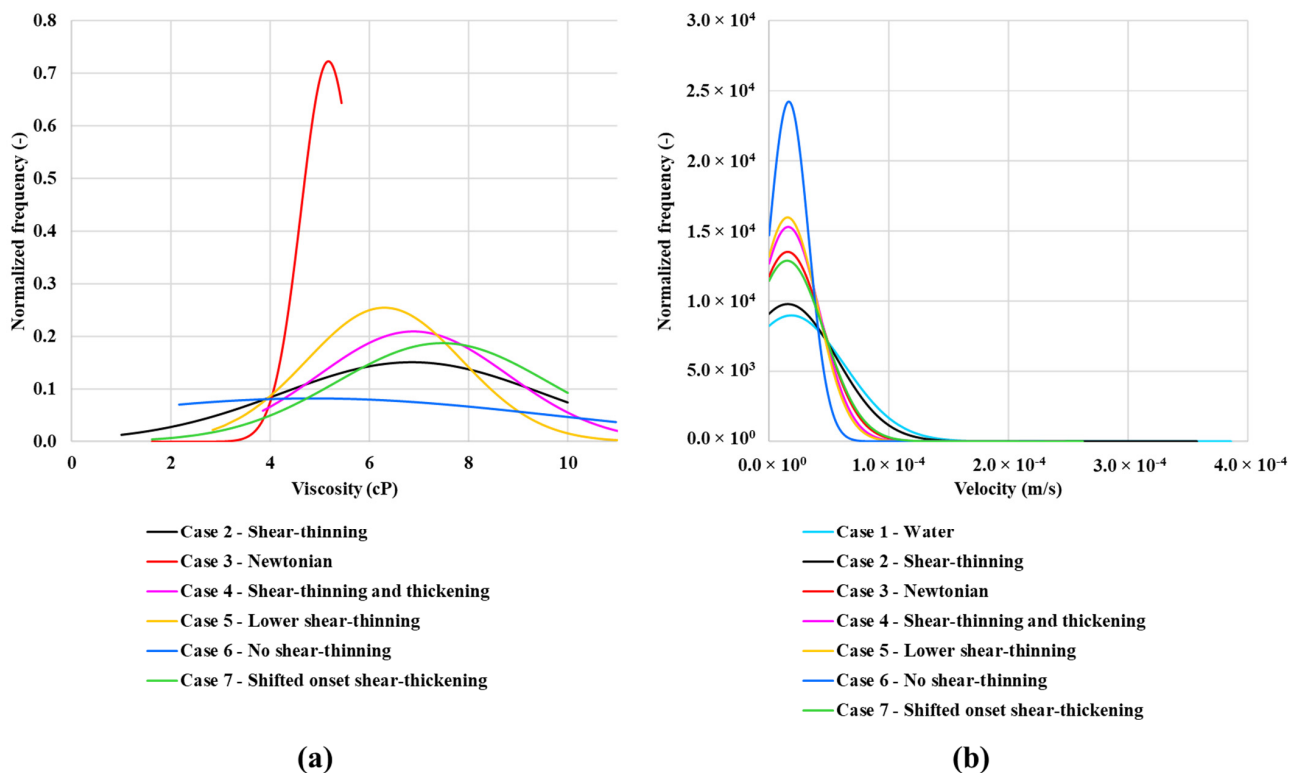 0.8
0.7
0.6
0.5
0.4
0.3
0.2
0.1
0.0
Normalized frequency (-)
0 2 4 6 8 10
Viscosity (cP)
Case 2 - Shear-thinning
Case 3 - Newtonian
Case 4 - Shear-thinning and thickening
Case 5 - Lower shear-thinning
Case 6 - No shear-thinning
Case 7 - Shifted onset shear-thickening
(a)
3.0 × 10⁴
2.5 × 10⁴
2.0 × 10⁴
1.5 × 10⁴
1.0 × 10⁴
5.0 × 10³
0.0 × 10⁰
Normalized frequency (-)
0.0 × 10⁰ 1.0 × 10⁻⁴ 2.0 × 10⁻⁴ 3.0 × 10⁻⁴ 4.0 × 10⁻⁴
Velocity (m/s)
Case 1 - Water
Case 2 - Shear-thinning
Case 3 - Newtonian
Case 4 - Shear-thinning and thickening
Case 5 - Lower shear-thinning
Case 6 - No shear-thinning
Case 7 - Shifted onset shear-thickening
(b)